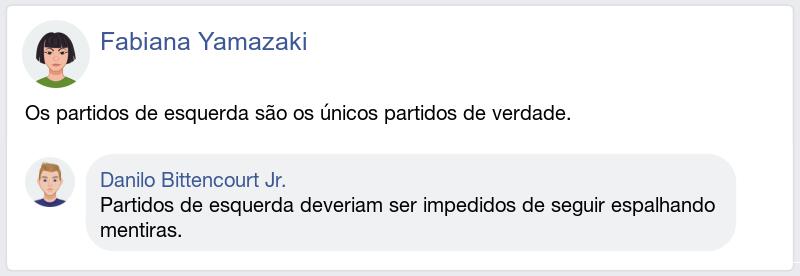 Fabiana Yamazaki
Os partidos de esquerda são os únicos partidos de verdade.
Danilo Bittencourt Jr.
Partidos de esquerda deveriam ser impedidos de seguir espalhando
mentiras.